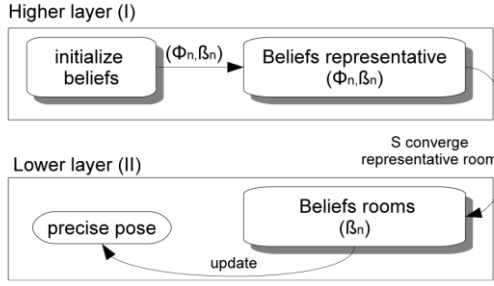 Higher layer (I)
initialize
beliefs
(Φn,ßn)
Beliefs representative
(Φn,ßn)
S converge
representative room
Lower layer (II)
Beliefs rooms
(ßn)
precise pose
update